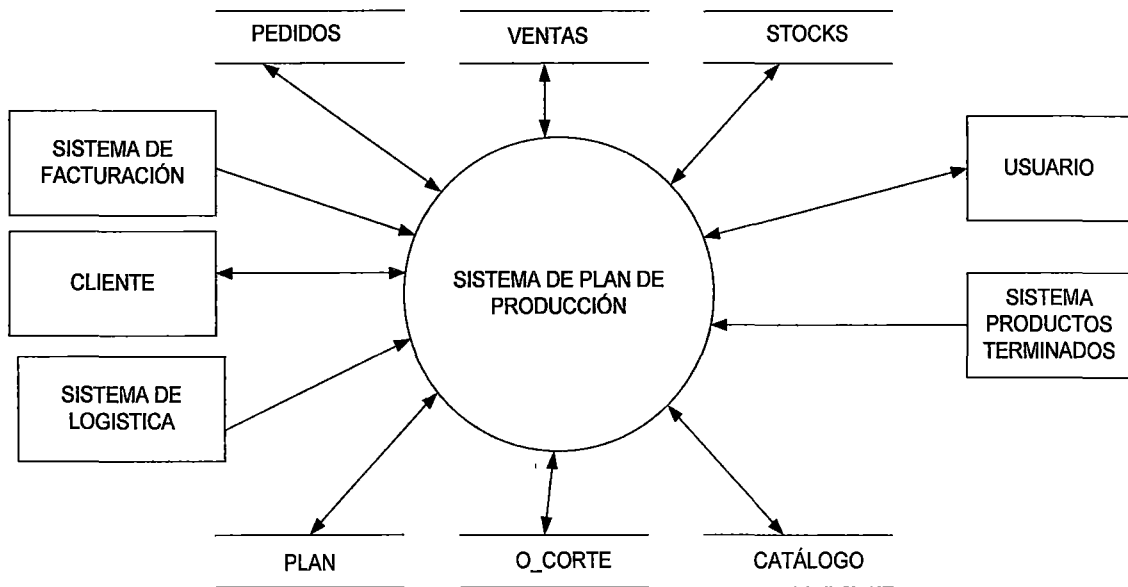 PEDIDOS
VENTAS
STOCKS
SISTEMA DE
FACTURACIÓN
USUARIO
CLIENTE
SISTEMA DE PLAN DE
PRODUCCIÓN
SISTEMA
PRODUCTOS
TERMINADOS
SISTEMA DE
LOGISTICA
PLAN
O_CORTE
CATÁLOGO